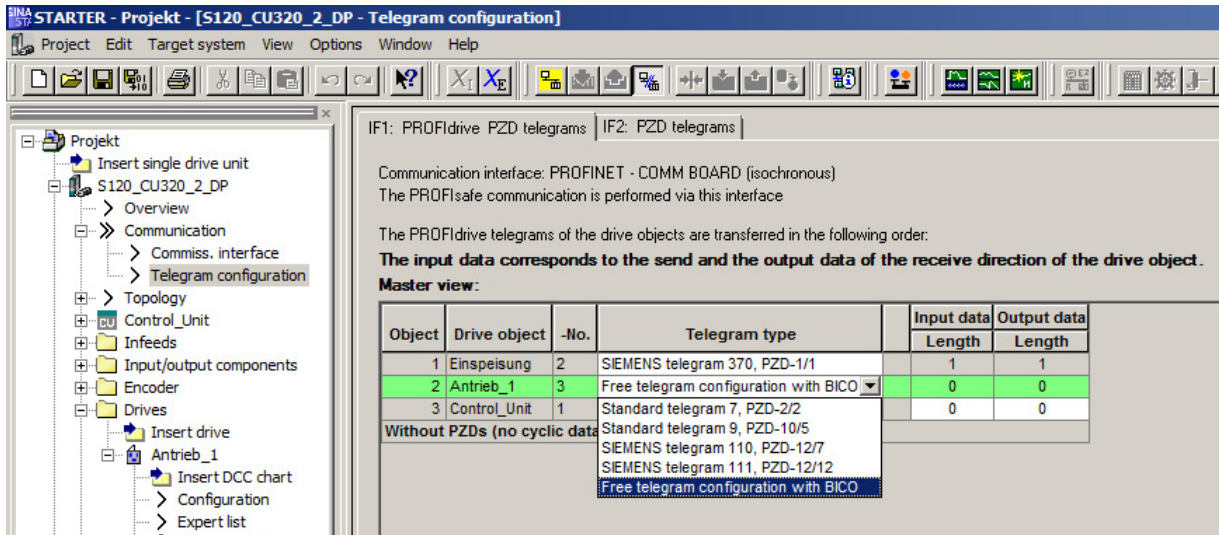 STARTER - Projekt - [S120_CU320_2_DP - Telegram configuration]
Project Edit Target system View Options Window Help
Projekt
Insert single drive unit
S120_CU320_2_DP
Overview
Communication
Commiss. interface
Telegram configuration
Topology
Control_Unit
Infeeds
Input/output components
Encoder
Drives
Insert drive
Antrieb_1
Insert DCC chart
Configuration
Expert list
IF1: PROFIdrive PZD telegrams IF2: PZD telegrams
Communication interface: PROFINET - COMM BOARD (isochronous)
The PROFIsafe communication is performed via this interface
The PROFIdrive telegrams of the drive objects are transferred in the following order:
The input data corresponds to the send and the output data of the receive direction of the drive object.
Master view:
Object Drive object -No. Telegram type Input data Output data
Length Length
1 Einspeisung 2 SIEMENS telegram 370, PZD-1/1 1 1
2 Antrieb_1 3 Free telegram configuration with BICO 0 0
3 Control_Unit 1 Standard telegram 7, PZD-2/2 0 0
Without PZDs (no cyclic data Standard telegram 9, PZD-10/5
SIEMENS telegram 110, PZD-12/7
SIEMENS telegram 111, PZD-12/12
Free telegram configuration with BICO